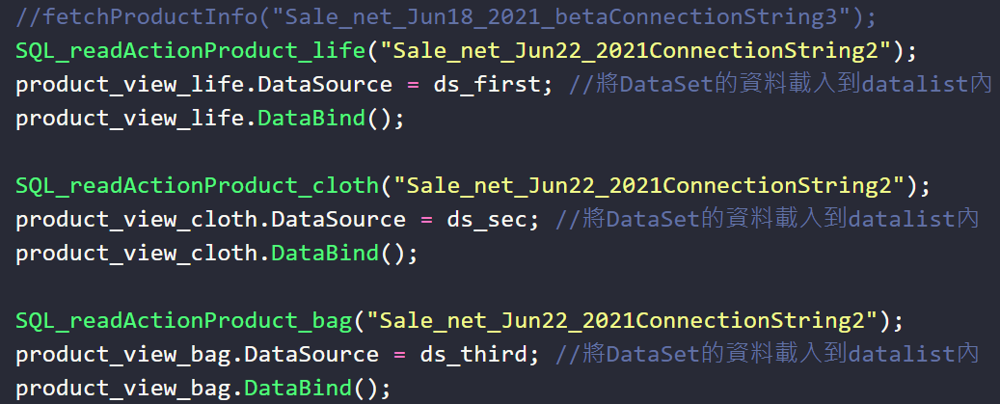 //fetchProductInfo("Sale_net_Jun18_2021_betaConnectionString3");
SQL_readActionProduct_life("Sale_net_Jun22_2021ConnectionString2");
product_view_life.DataSource = ds_first; //將DataSet的資料載入到datalist內
product_view_life.DataBind();
SQL_readActionProduct_cloth("Sale_net_Jun22_2021ConnectionString2");
product_view_cloth.DataSource = ds_sec; //將DataSet的資料載入到datalist內
product_view_cloth.DataBind();
SQL_readActionProduct_bag("Sale_net_Jun22_2021ConnectionString2");
product_view_bag.DataSource = ds_third; //將DataSet的資料載入到datalist內
product_view_bag.DataBind();